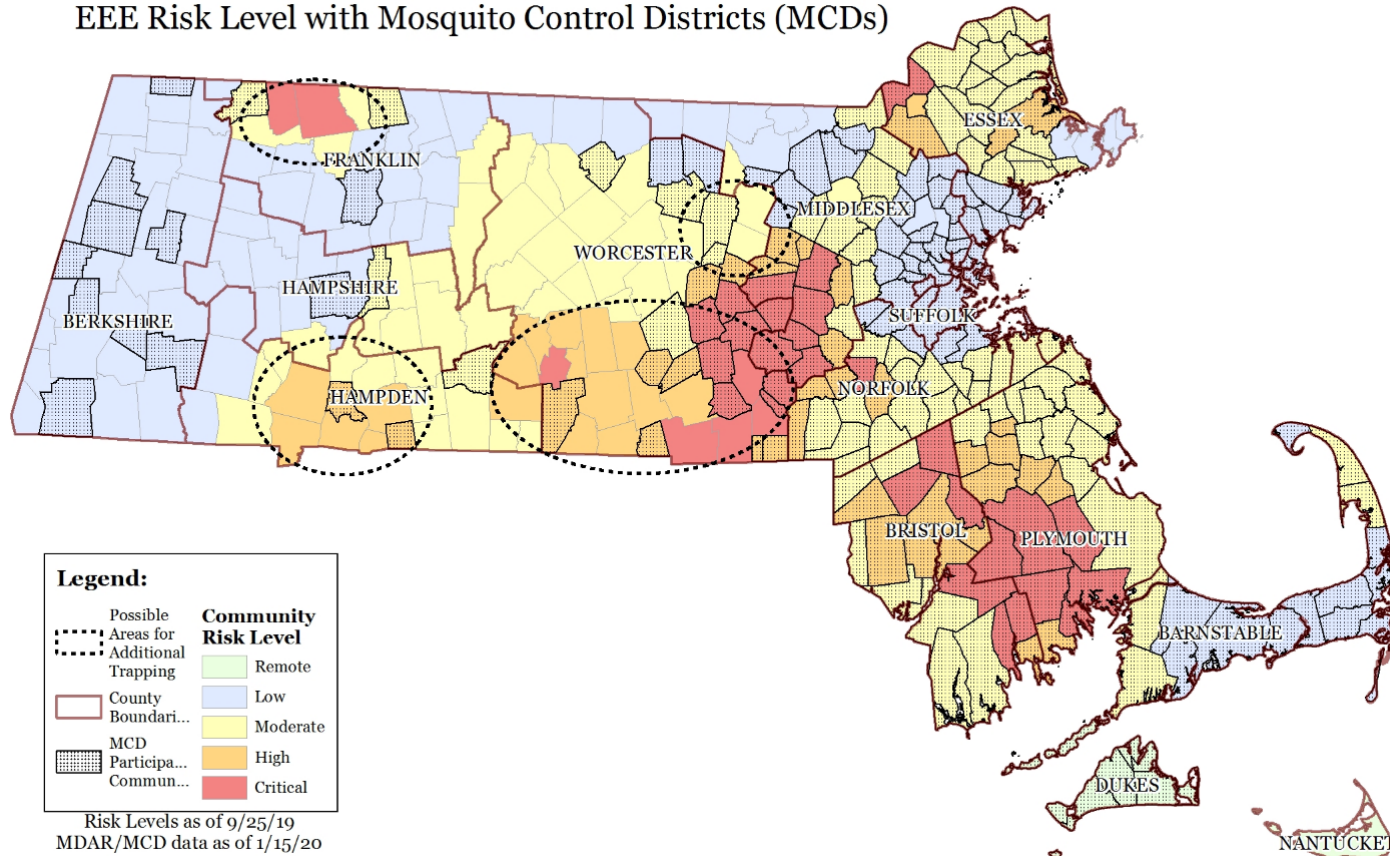 EEE Risk Level with Mosquito Control Districts (MCDs)
ESSEX
FRANKLIN
MIDDLESEX
WORCESTER
HAMPSHIRE
BERKSHIRE
SUFFOLK
HAMPDEN
NORFOLK
BRISTOL
PLYMOUTH
BARNSTABLE
DUKES
NANTUCKET
Legend:
Possible
Areas for
Additional
Trapping
County
Boundari...
MCD
Participa...
Commun...
Community
Risk Level
Remote
Low
Moderate
High
Critical
Risk Levels as of 9/25/19
MDAR/MCD data as of 1/15/20